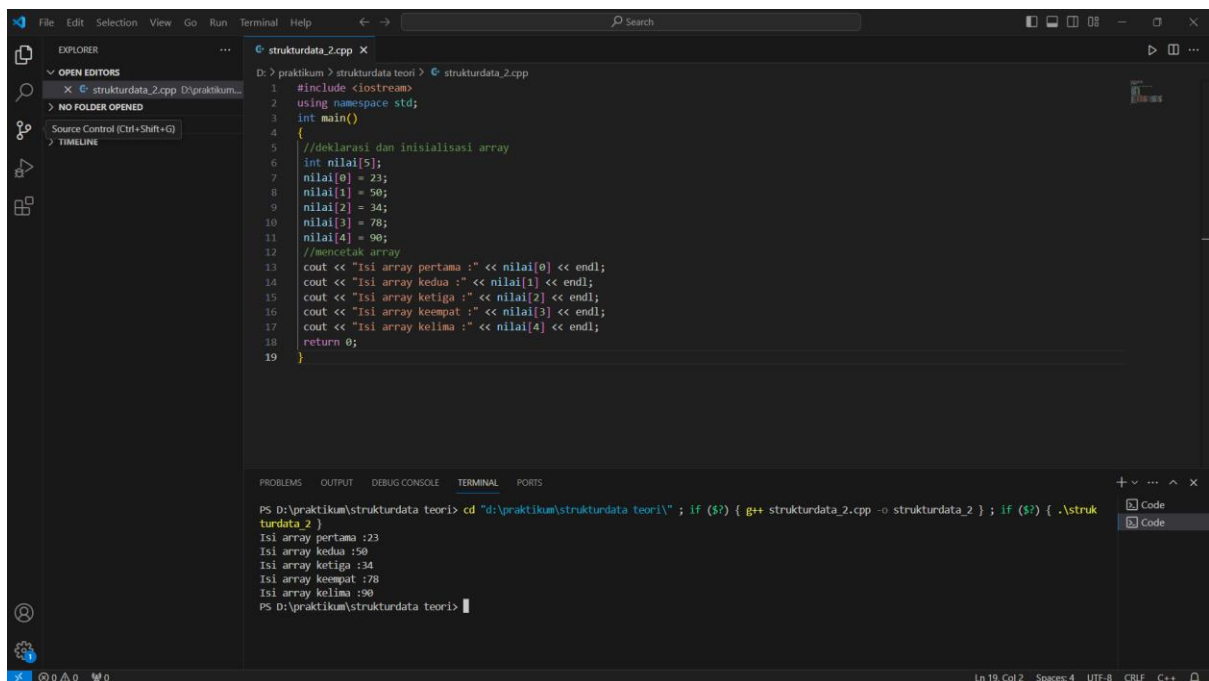 File Edit Selection View Go Run Terminal Help
Search
EXPLORER
OPEN EDITORS
strukturdata_2.cpp D:\praktikum...
NO FOLDER OPENED
Source Control (Ctrl+Shift+G)
TIMELINE
strukturdata_2.cpp
D: > praktikum > strukturdata teori > strukturdata_2.cpp
1 #include <iostream>
2 using namespace std;
3 int main()
4 {
5 //deklarasi dan inisialisasi array
6 int nilai[5];
7 nilai[0] = 23;
8 nilai[1] = 50;
9 nilai[2] = 34;
10 nilai[3] = 78;
11 nilai[4] = 90;
12 //mencetak array
13 cout << "Isi array pertama :" << nilai[0] << endl;
14 cout << "Isi array kedua :" << nilai[1] << endl;
15 cout << "Isi array ketiga :" << nilai[2] << endl;
16 cout << "Isi array keempat :" << nilai[3] << endl;
17 cout << "Isi array kelima :" << nilai[4] << endl;
18 return 0;
19 }
PROBLEMS OUTPUT DEBUG CONSOLE TERMINAL PORTS
PS D:\praktikum\strukturdata teori> cd "d:\praktikum\strukturdata teori\" ; if ($?) { g++ strukturdata_2.cpp -o strukturdata_2 } ; if ($?) { .\struk
turdata_2 }
Isi array pertama :23
Isi array kedua :50
Isi array ketiga :34
Isi array keempat :78
Isi array kelima :90
PS D:\praktikum\strukturdata teori>
Code
Code
1
0 0 0
Ln 19, Col 2 Spaces: 4 UTF-8 CRLF C++